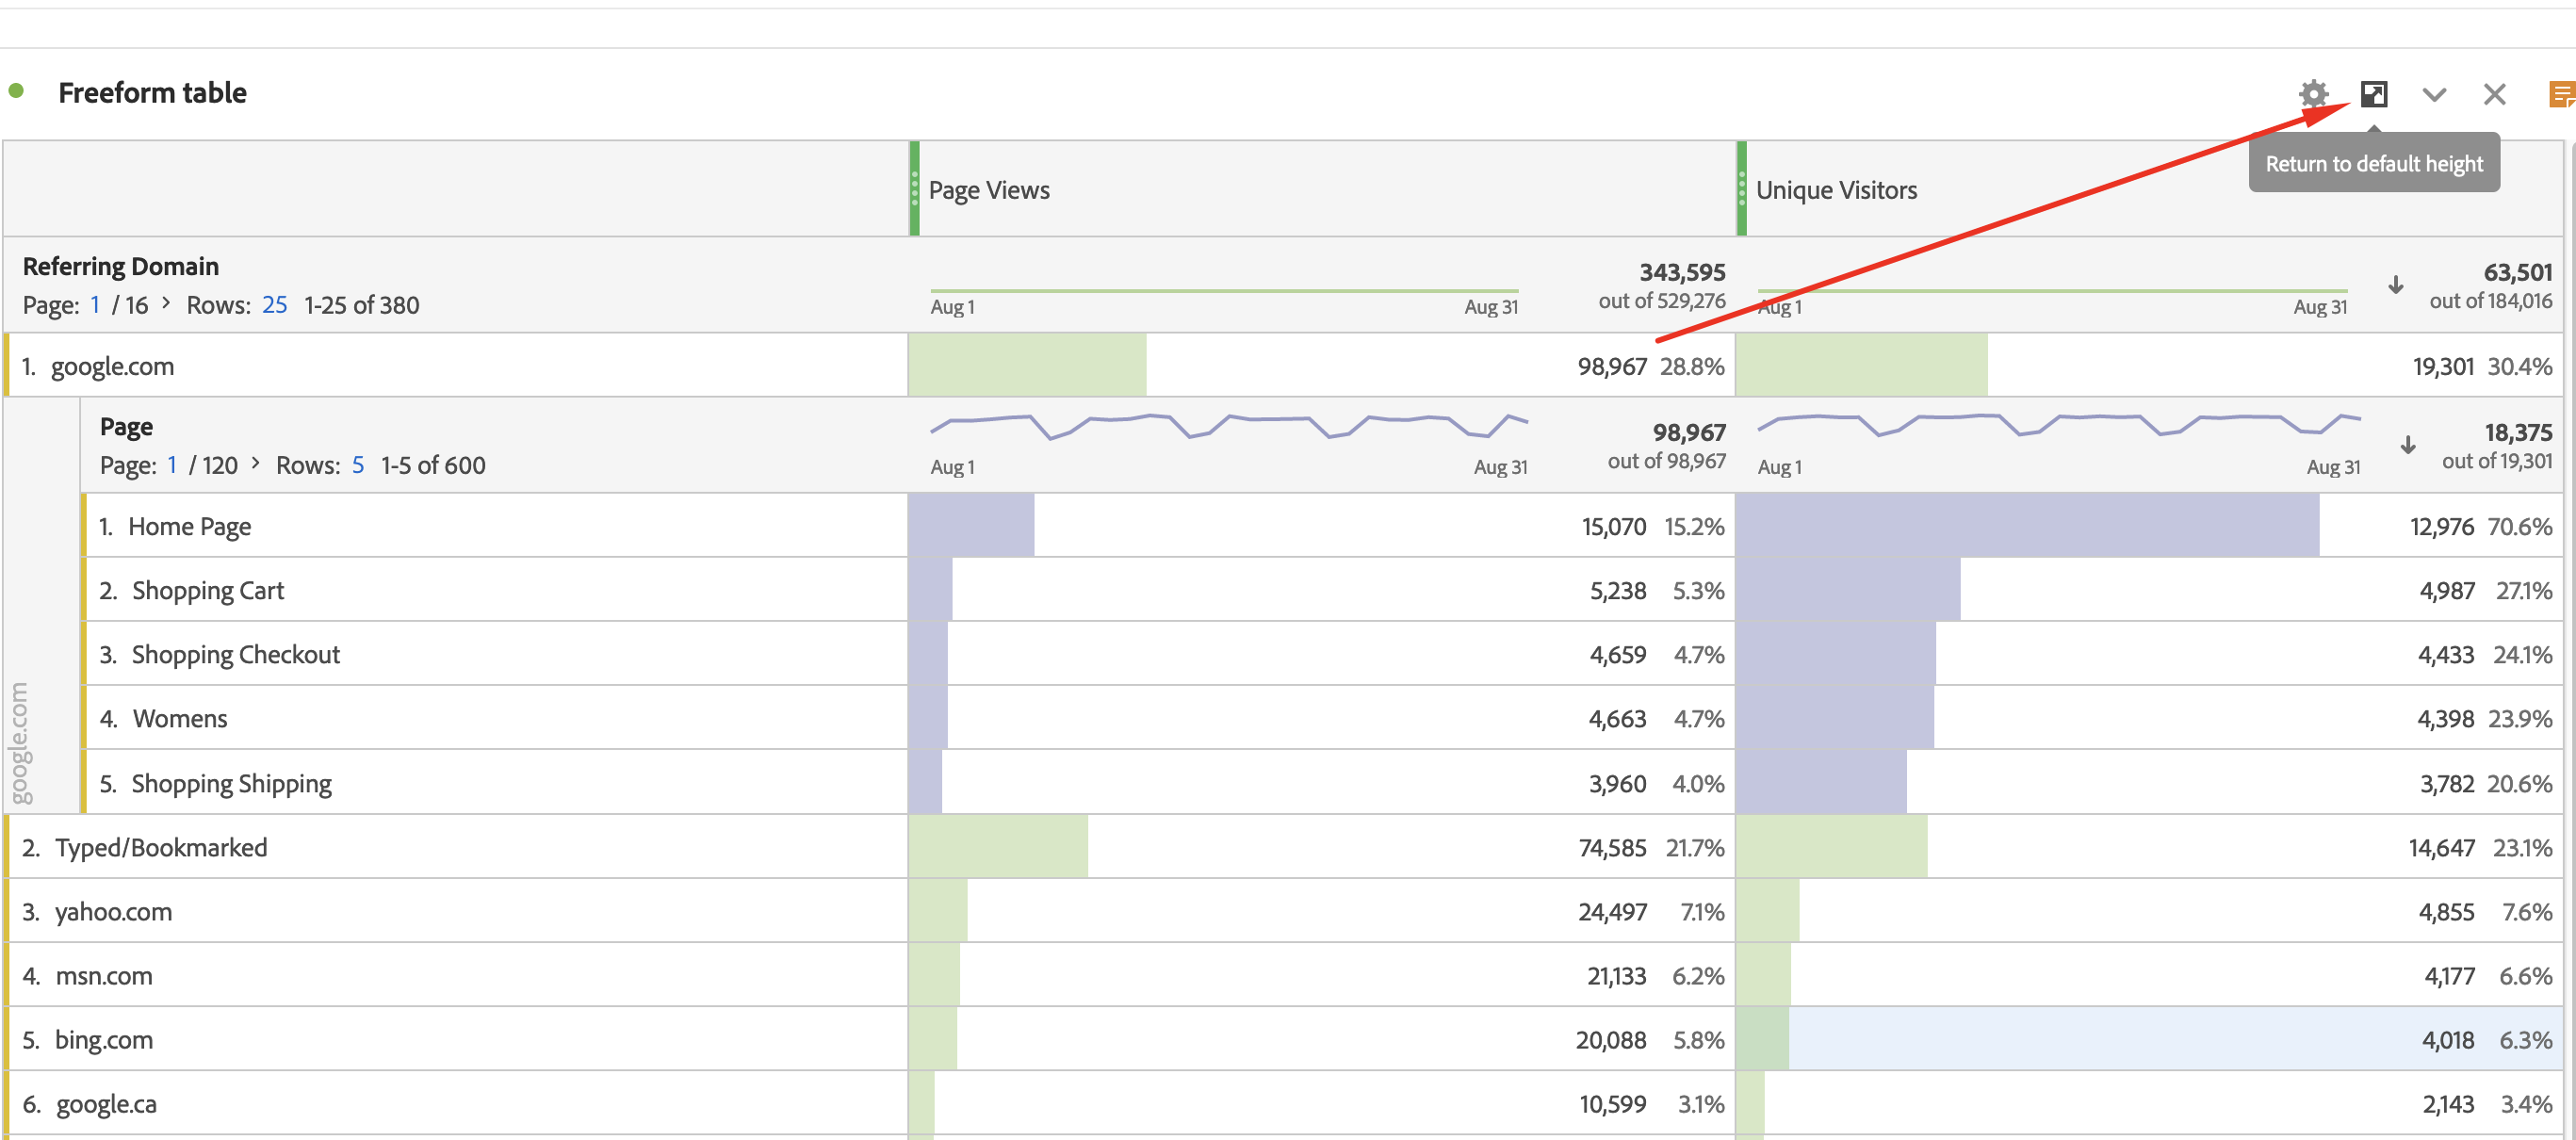 Freeform table
Return to default height
Page Views
Unique Visitors
Referring Domain
Page: 1 / 16 > Rows: 25 1-25 of 380
Aug 1
Aug 31
343,595
out of 529,276
Aug 1
Aug 31
63,501
out of 184,016
1. google.com 98,967 28.8% 19,301 30.4%
google.com
Page
Page: 1 / 120 > Rows: 5 1-5 of 600
Aug 1
Aug 31
98,967
out of 98,967
Aug 1
Aug 31
18,375
out of 19,301
1. Home Page 15,070 15.2% 12,976 70.6%
2. Shopping Cart 5,238 5.3% 4,987 27.1%
3. Shopping Checkout 4,659 4.7% 4,433 24.1%
4. Womens 4,663 4.7% 4,398 23.9%
5. Shopping Shipping 3,960 4.0% 3,782 20.6%
2. Typed/Bookmarked 74,585 21.7% 14,647 23.1%
3. yahoo.com 24,497 7.1% 4,855 7.6%
4. msn.com 21,133 6.2% 4,177 6.6%
5. bing.com 20,088 5.8% 4,018 6.3%
6. google.ca 10,599 3.1% 2,143 3.4%